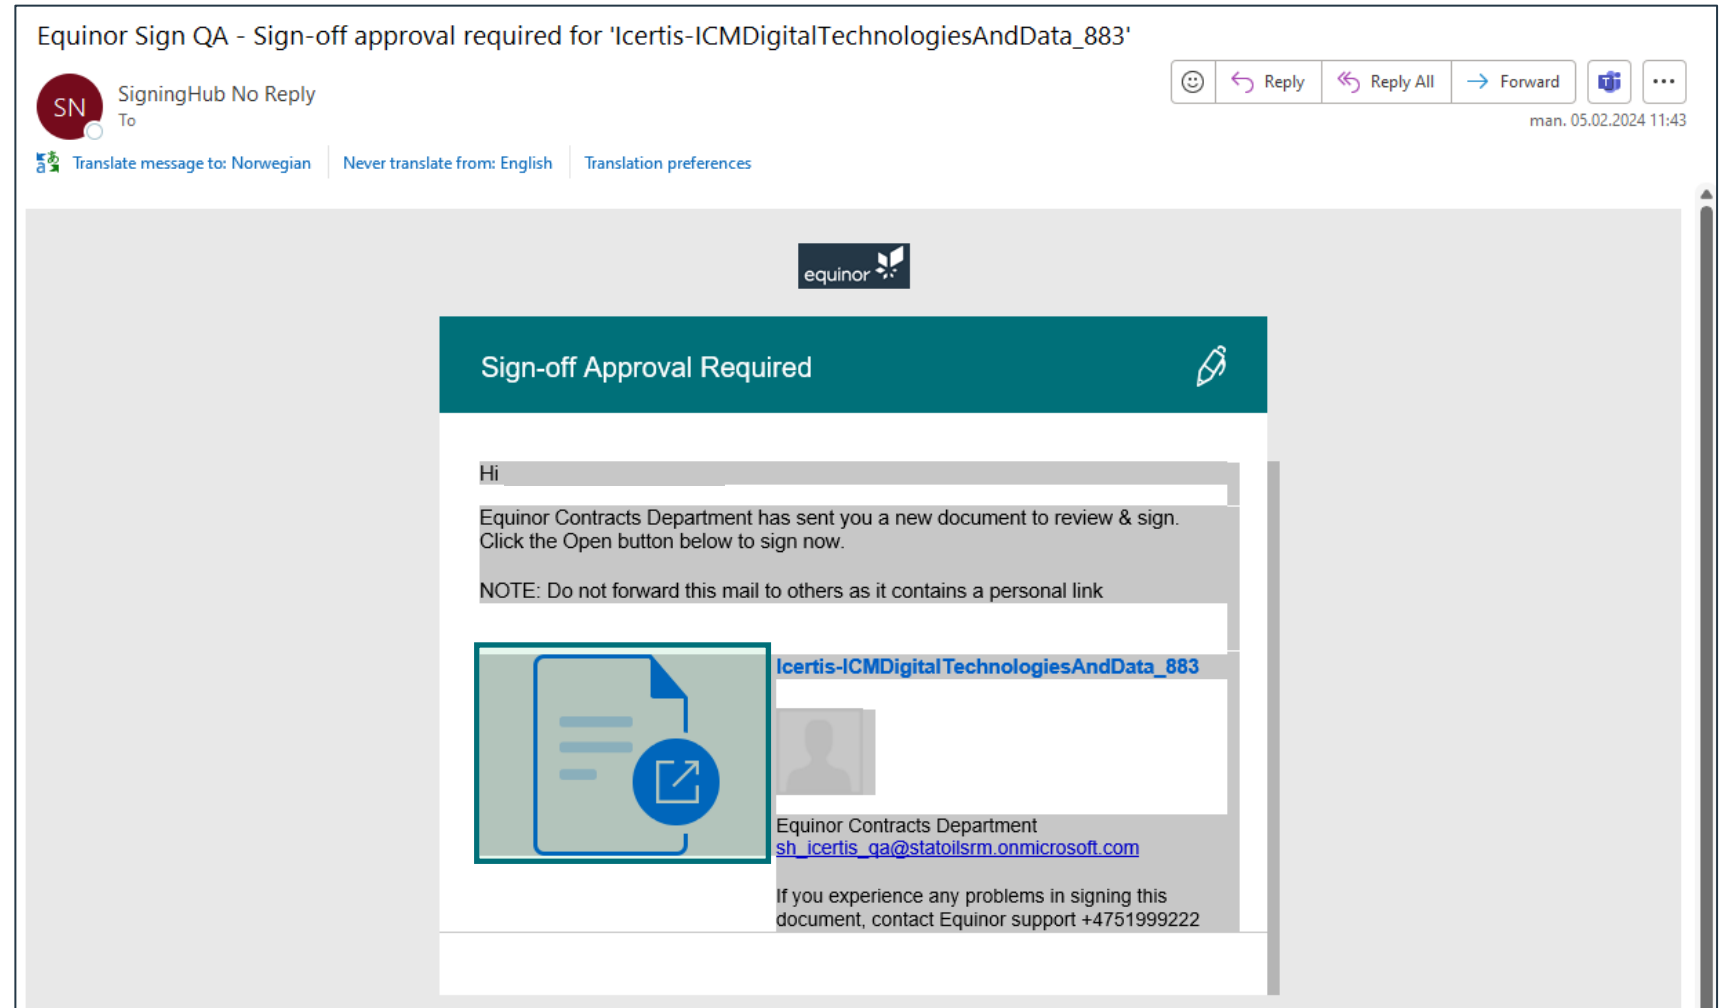 Equinor Sign QA - Sign-off approval required for 'Icertis-ICMDigitalTechnologiesAndData_883'
SN
SigningHub No Reply
To
Reply
Reply All
Forward
man. 05.02.2024 11:43
Translate message to: Norwegian
Never translate from: English
Translation preferences
equinor
Sign-off Approval Required
Hi
Equinor Contracts Department has sent you a new document to review & sign.
Click the Open button below to sign now.
NOTE: Do not forward this mail to others as it contains a personal link
Icertis-ICMDigitalTechnologiesAndData_883
Equinor Contracts Department
sh_icertis_qa@statoilsrm.onmicrosoft.com
If you experience any problems in signing this
document, contact Equinor support +4751999222